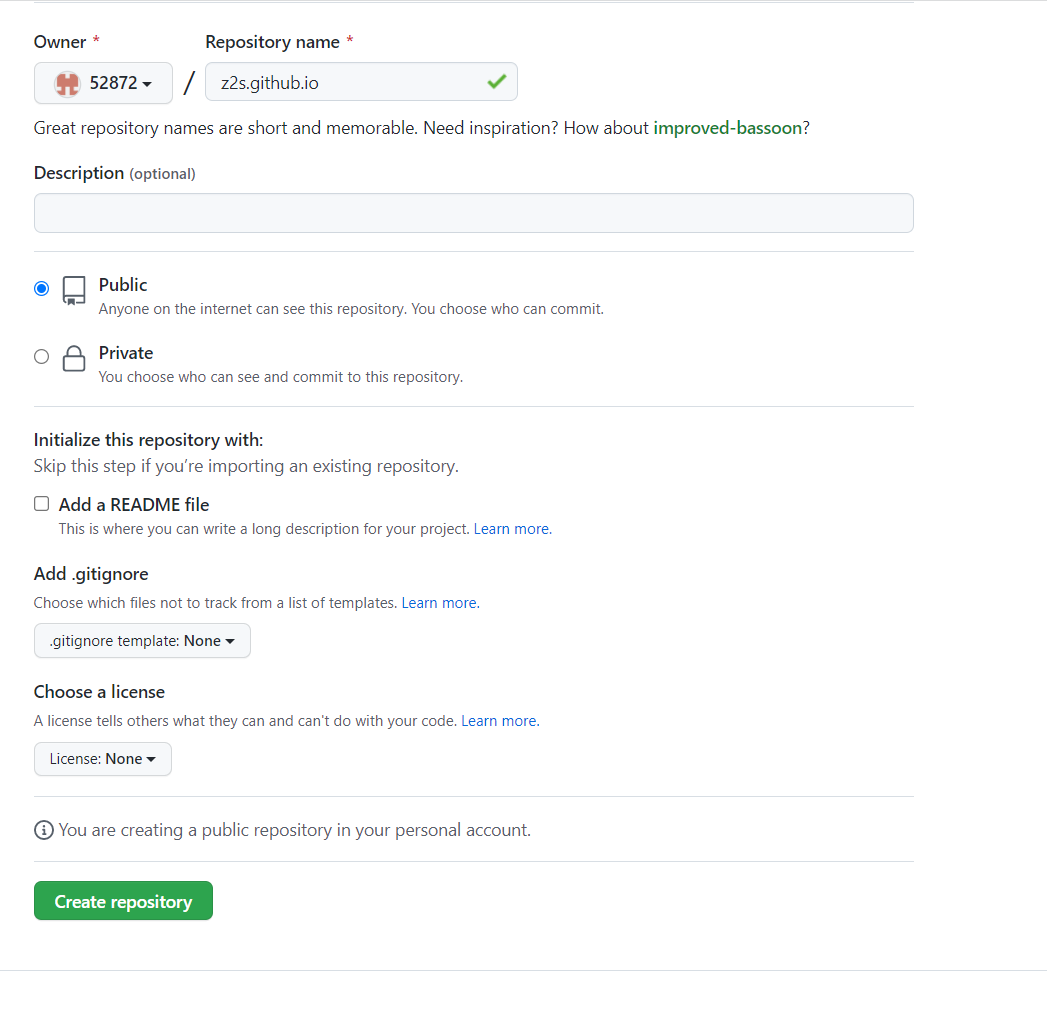 Owner *
Repository name *
52872
/
z2s.github.io
Great repository names are short and memorable. Need inspiration? How about improved-bassoon?
Description (optional)
Public
Anyone on the internet can see this repository. You choose who can commit.
Private
You choose who can see and commit to this repository.
Initialize this repository with:
Skip this step if you’re importing an existing repository.
Add a README file
This is where you can write a long description for your project. Learn more.
Add .gitignore
Choose which files not to track from a list of templates. Learn more.
.gitignore template: None
Choose a license
A license tells others what they can and can't do with your code. Learn more.
License: None
You are creating a public repository in your personal account.
Create repository